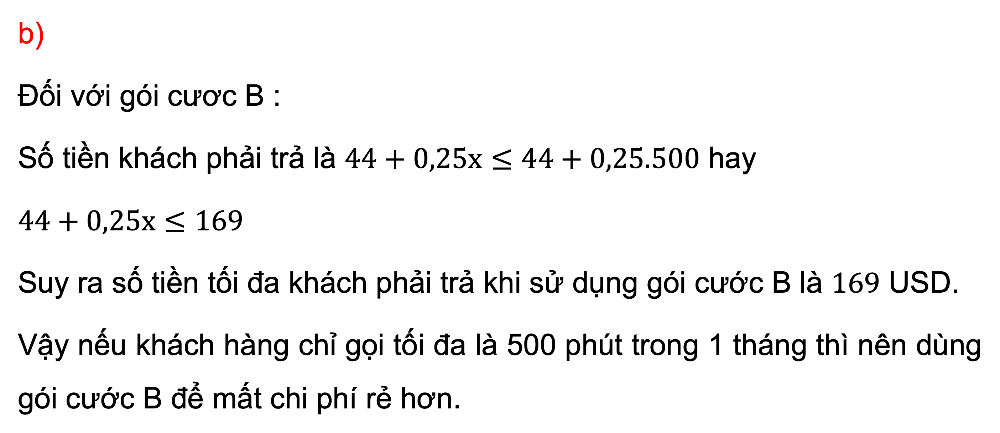 b)
Đối với gói cươc B :
Số tiền khách phải trả là 44 + 0,25x ≤ 44 + 0,25.500 hay
44 + 0,25x ≤ 169
Suy ra số tiền tối đa khách phải trả khi sử dụng gói cước B là 169 USD.
Vậy nếu khách hàng chỉ gọi tối đa là 500 phút trong 1 tháng thì nên dùng
gói cước B để mất chi phí rẻ hơn.